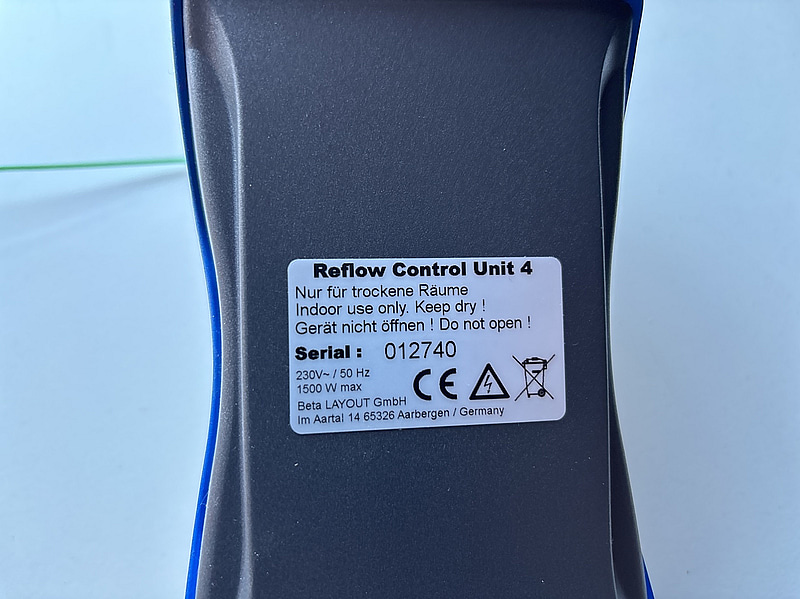 Reflow Control Unit 4
Nur für trockene Räume
Indoor use only. Keep dry !
Gerät nicht öffnen ! Do not open !
Serial : 012740
230V~ / 50 Hz
1500 W max
CE
Beta LAYOUT GmbH
Im Aartal 14 65326 Aarbergen / Germany